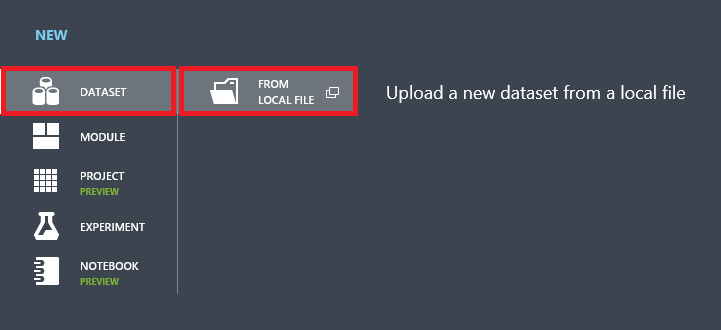 NEW
DATASET
FROM
LOCAL FILE
Upload a new dataset from a local file
MODULE
PROJECT
PREVIEW
EXPERIMENT
NOTEBOOK
PREVIEW